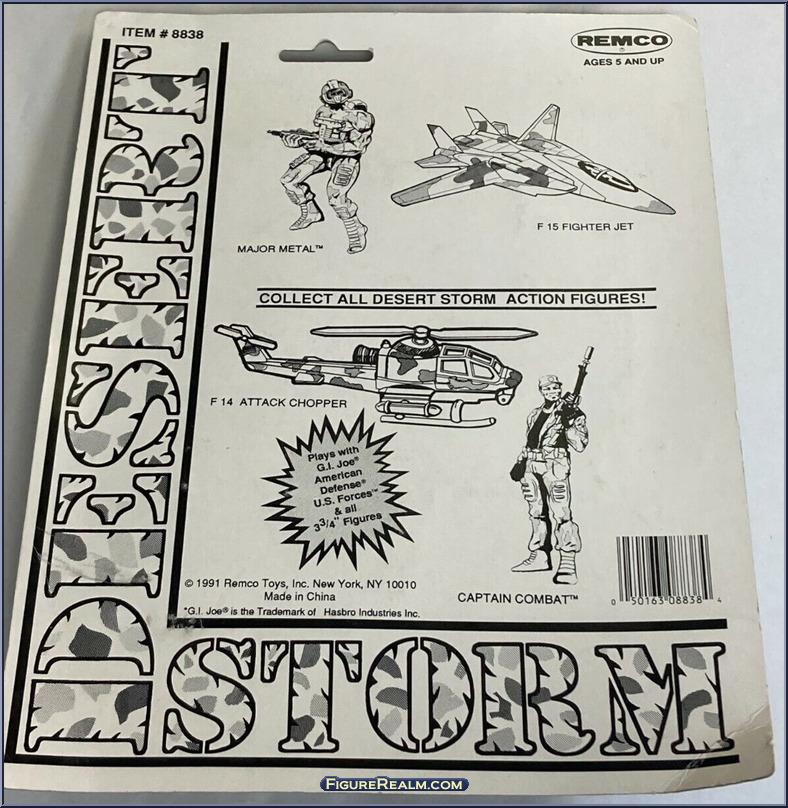 ITEM # 8838
REMCO®
AGES 5 AND UP
MAJOR METAL™
F 15 FIGHTER JET
COLLECT ALL DESERT STORM ACTION FIGURES!
F 14 ATTACK CHOPPER
Plays with
G.I. Joe®
American
Defense®
U.S. Forces™
& all
3 3/4" Figures
© 1991 Remco Toys, Inc. New York, NY 10010
Made in China
*G.I. Joe® is the Trademark of Hasbro Industries Inc.
CAPTAIN COMBAT™
0 50163 08838 4
DESERT
STORM
FIGUREREALM.COM